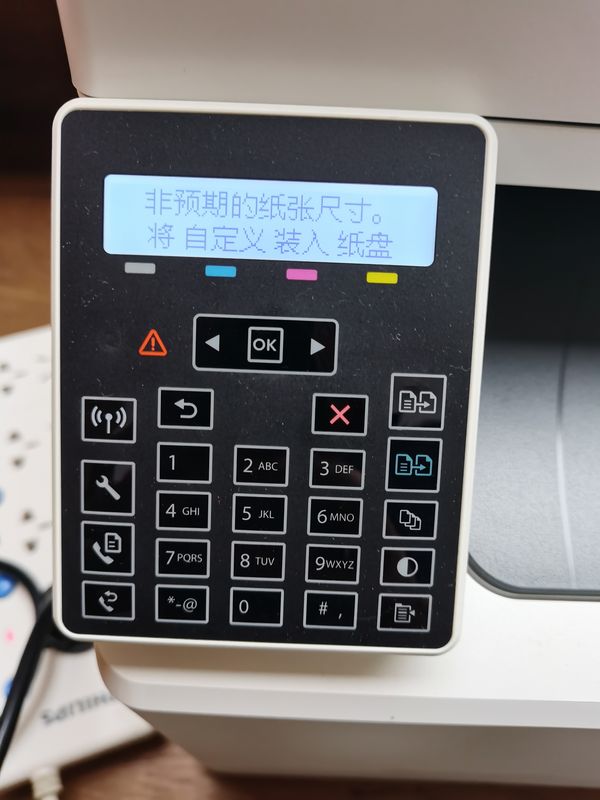 非预期的纸张尺寸。
将 自定义 装入 纸盘
OK
1
2 ABC
3 DEF
4 GHI
5 JKL
6 MNO
7 PQRS
8 TUV
9 WXYZ
*-@
0
# ,
PHILIPS